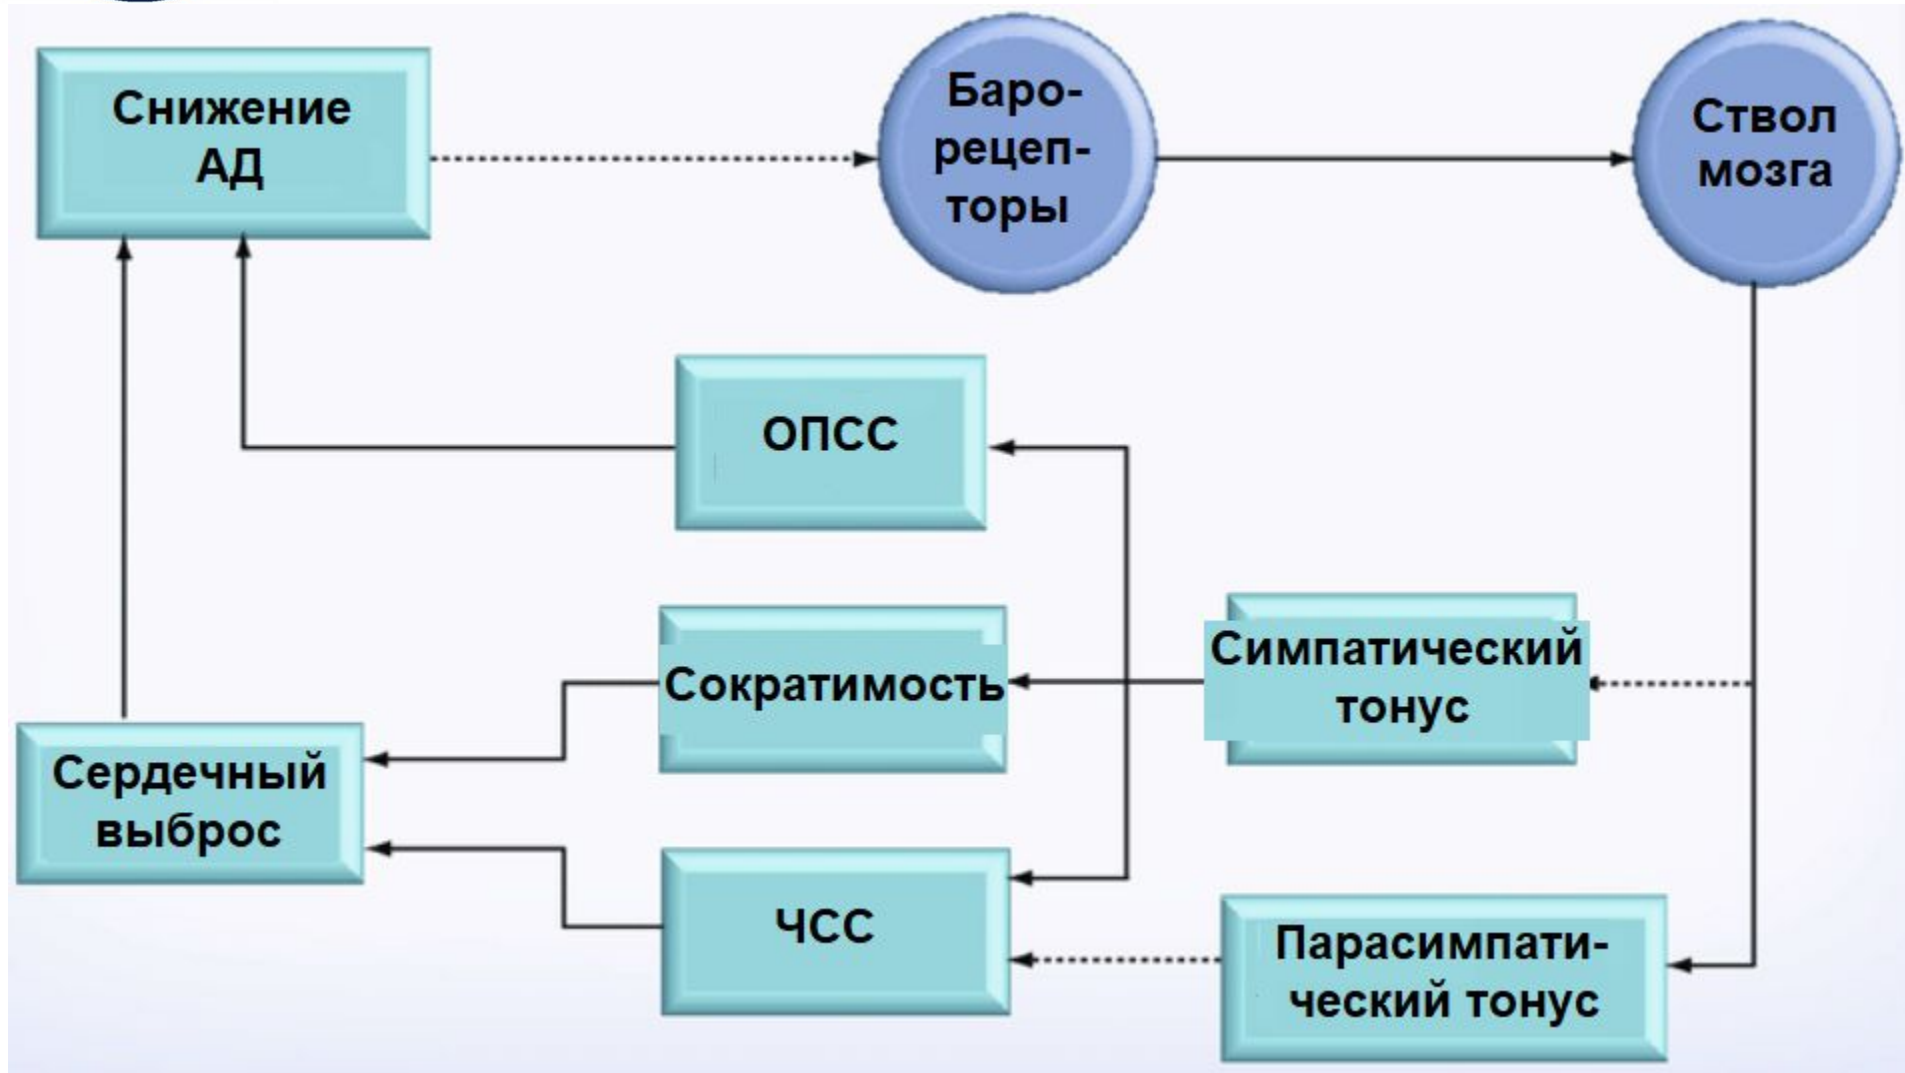 Снижение
АД
Баро-
рецеп-
торы
Ствол
мозга
ОПСС
Сократимость
Симпатический
тонус
Сердечный
выброс
ЧСС
Парасимпати-
ческий тонус